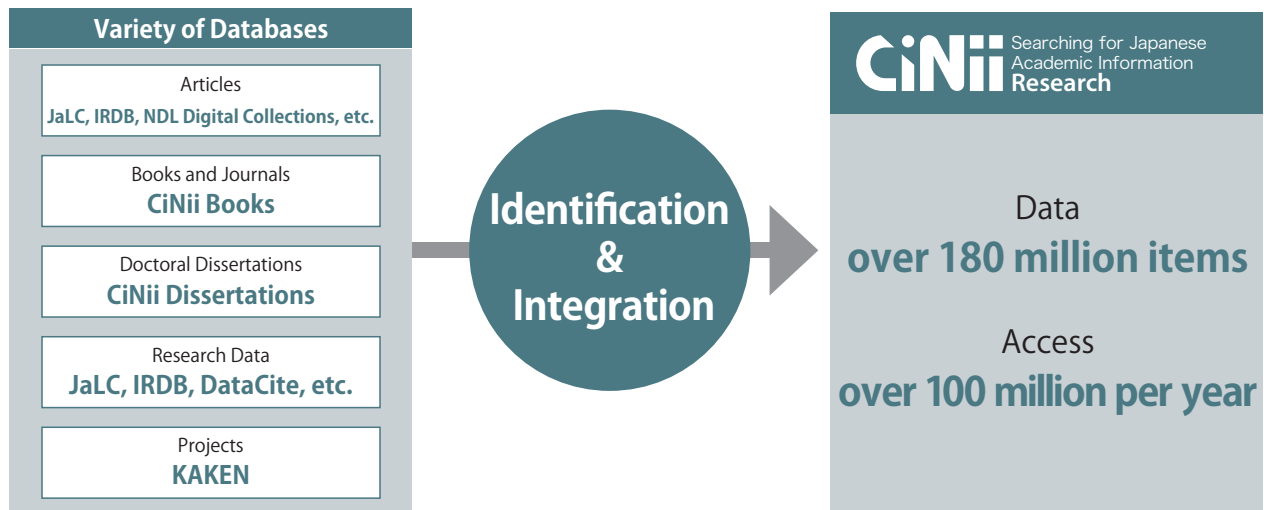 Variety of Databases
Articles
JaLC, IRDB, NDL Digital Collections, etc.
Books and Journals
CiNii Books
Doctoral Dissertations
CiNii Dissertations
Research Data
JaLC, IRDB, DataCite, etc.
Projects
KAKEN
Identification
&
Integration
CiNii
Searching for Japanese
Academic Information
Research
Data
over 180 million items
Access
over 100 million per year